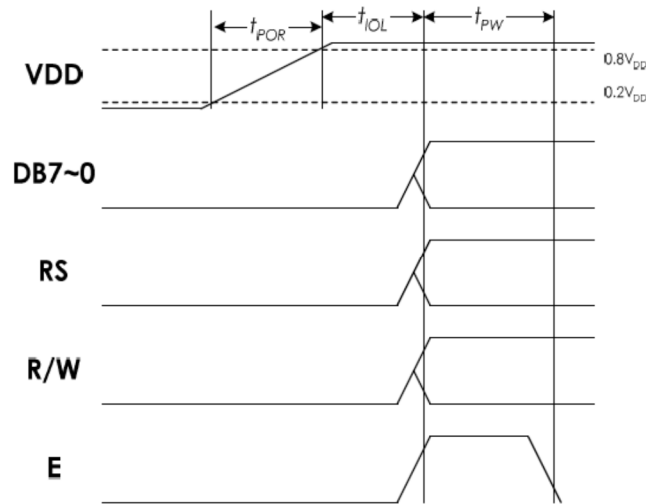 tPOR tIOL tPW
VDD
0.8VDD
0.2VDD
DB7~0
RS
R/W
E